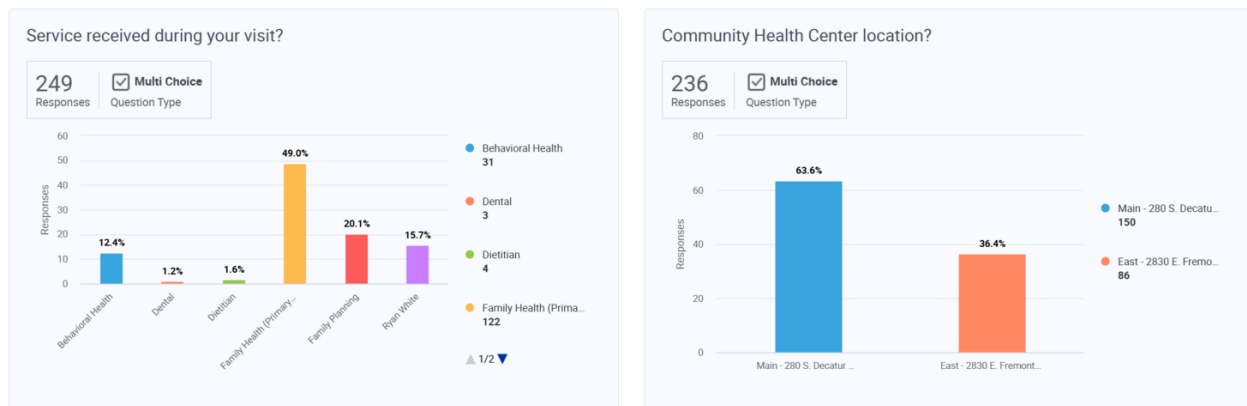 Service received during your visit?
249
Responses
Multi Choice
Question Type
60
50
40
30
20
10
0
Responses
12.4%
1.2%
1.6%
49.0%
20.1%
15.7%
Behavioral Health
Dental
Dietitian
Family Health (Primary...
Family Planning
Ryan White
Behavioral Health
31
Dental
3
Dietitian
4
Family Health (Prima...
122
1/2
Community Health Center location?
236
Responses
Multi Choice
Question Type
80
60
40
20
0
Responses
63.6%
36.4%
Main - 280 S. Decatur ...
East - 2830 E. Fremont...
Main - 280 S. Decatu...
150
East - 2830 E. Fremo...
86